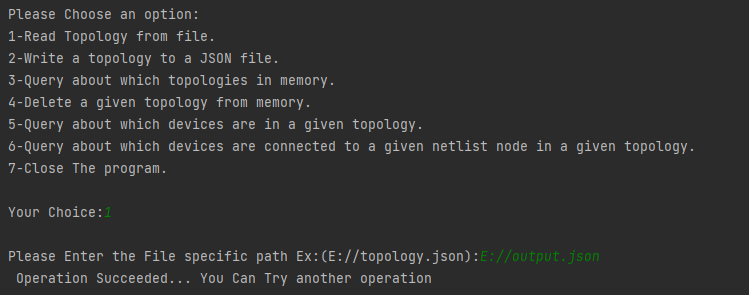 Please Choose an option:
1-Read Topology from file.
2-Write a topology to a JSON file.
3-Query about which topologies in memory.
4-Delete a given topology from memory.
5-Query about which devices are in a given topology.
6-Query about which devices are connected to a given netlist node in a given topology.
7-Close The program.
Your Choice:1
Please Enter the File specific path Ex:(E://topology.json):E://output.json
Operation Succeeded... You Can Try another operation